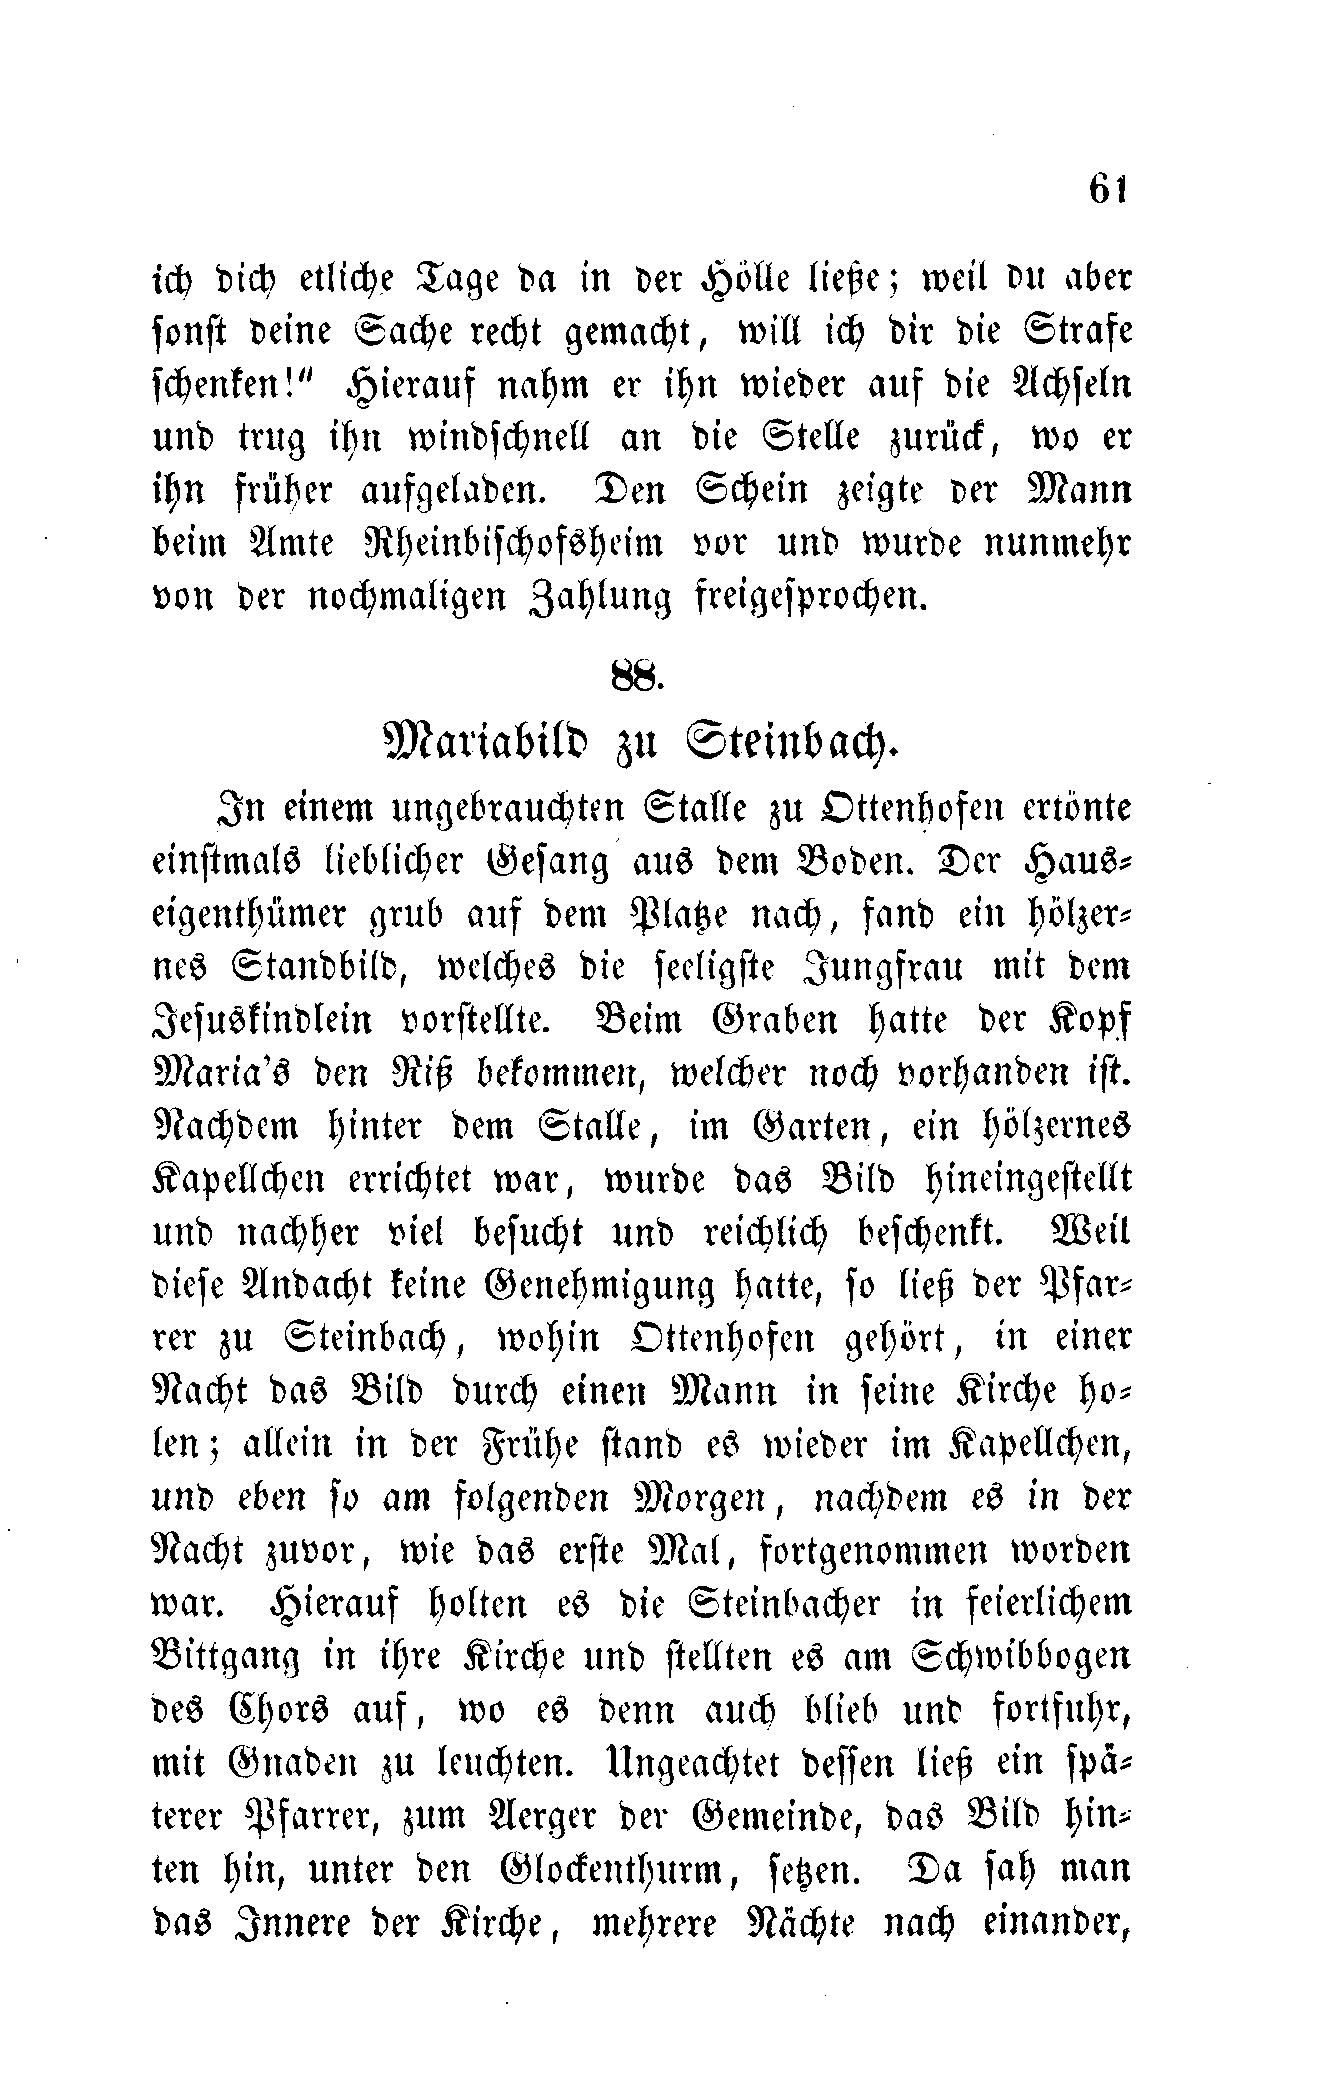 61
ich dich etliche Tage da in der Hölle ließe; weil du aber
sonst deine Sache recht gemacht, will ich dir die Strafe
schenken!“ Hierauf nahm er ihn wieder auf die Achseln
und trug ihn windschnell an die Stelle zurück, wo er
ihn früher aufgeladen. Den Schein zeigte der Mann
beim Amte Rheinbischofsheim vor und wurde nunmehr
von der nochmaligen Zahlung freigesprochen.
88.
Mariabild zu Steinbach.
In einem ungebrauchten Stalle zu Ottenhofen ertönte
einstmals lieblicher Gesang aus dem Boden. Der Haus-
eigenthümer grub auf dem Platze nach, fand ein hölzer-
nes Standbild, welches die seeligste Jungfrau mit dem
Jesuskindlein vorstellte. Beim Graben hatte der Kopf
Maria's den Riß bekommen, welcher noch vorhanden ist.
Nachdem hinter dem Stalle, im Garten, ein hölzernes
Kapellchen errichtet war, wurde das Bild hineingestellt
und nachher viel besucht und reichlich beschenkt. Weil
diese Andacht keine Genehmigung hatte, so ließ der Pfar-
rer zu Steinbach, wohin Ottenhofen gehört, in einer
Nacht das Bild durch einen Mann in seine Kirche ho-
len; allein in der Frühe stand es wieder im Kapellchen,
und eben so am folgenden Morgen, nachdem es in der
Nacht zuvor, wie das erste Mal, fortgenommen worden
war. Hierauf holten es die Steinbacher in feierlichem
Bittgang in ihre Kirche und stellten es am Schwibbogen
des Chors auf, wo es denn auch blieb und fortfuhr,
mit Gnaden zu leuchten. Ungeachtet dessen ließ ein spä-
terer Pfarrer, zum Aerger der Gemeinde, das Bild hin-
ten hin, unter den Glockenthurm, setzen. Da sah man
das Innere der Kirche, mehrere Nächte nach einander,